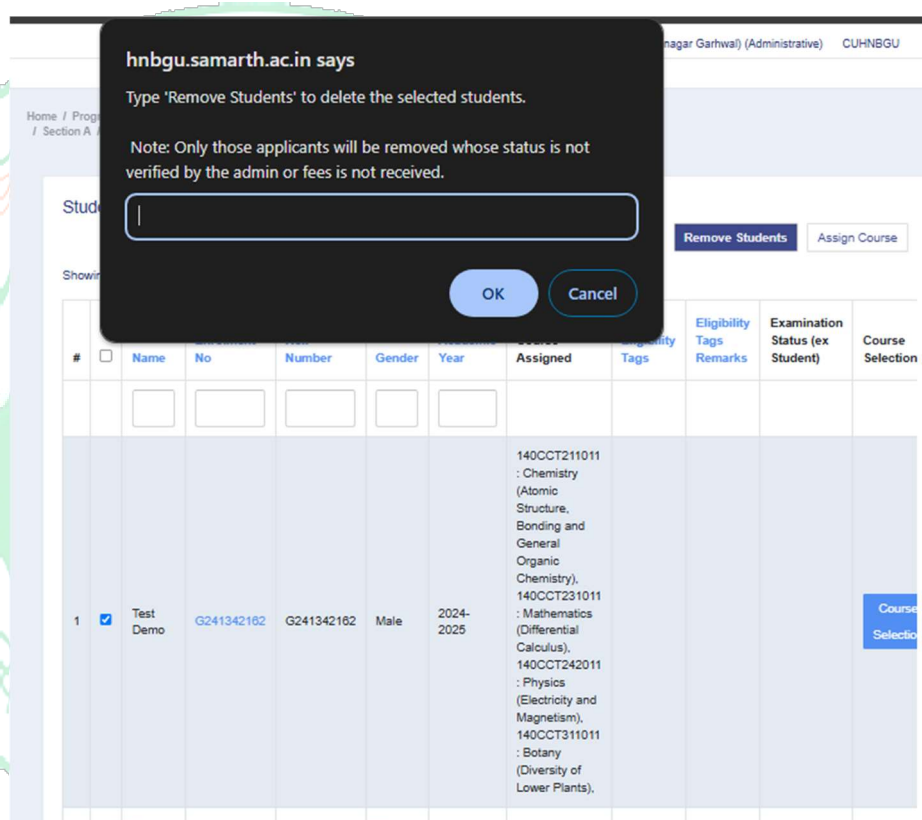 nagar Garhwal) (Administrative) CUHNBGU
hnbgu.samarth.ac.in says
Type 'Remove Students' to delete the selected students.
Note: Only those applicants will be removed whose status is not
verified by the admin or fees is not received.
OK
Cancel
Home /
/ Section A /
Remove Students
Assign Course
#
Name
No
Number
Gender
Year
Course
Assigned
Tags
Eligibility
Tags
Remarks
Examination
Status (ex
Student)
Course
Selection
1
Test
Demo
G241342162
G241342162
Male
2024-
2025
140CCT211011
: Chemistry
(Atomic
Structure,
Bonding and
General
Organic
Chemistry),
140CCT231011
: Mathematics
(Differential
Calculus),
140CCT242011
: Physics
(Electricity and
Magnetism),
140CCT311011
: Botany
(Diversity of
Lower Plants),
Course